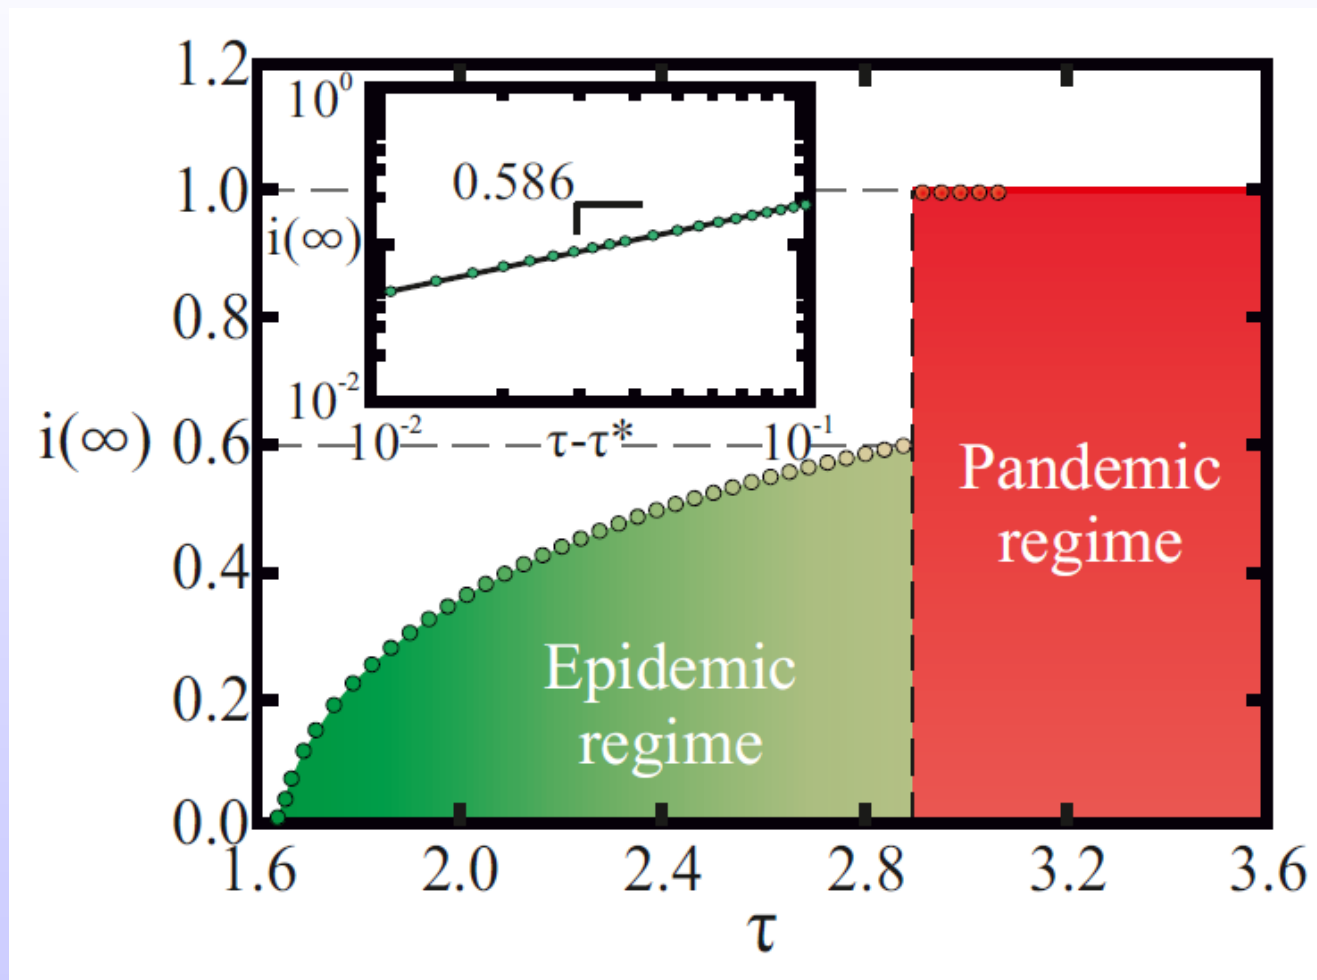 1.2
1.0
0.8
i(∞) 0.6
0.4
0.2
0.0
1.6 2.0 2.4 2.8 3.2 3.6
τ
10^0
0.586
i(∞)
10^-2
10^-2 τ-τ* 10^-1
Epidemic
regime
Pandemic
regime